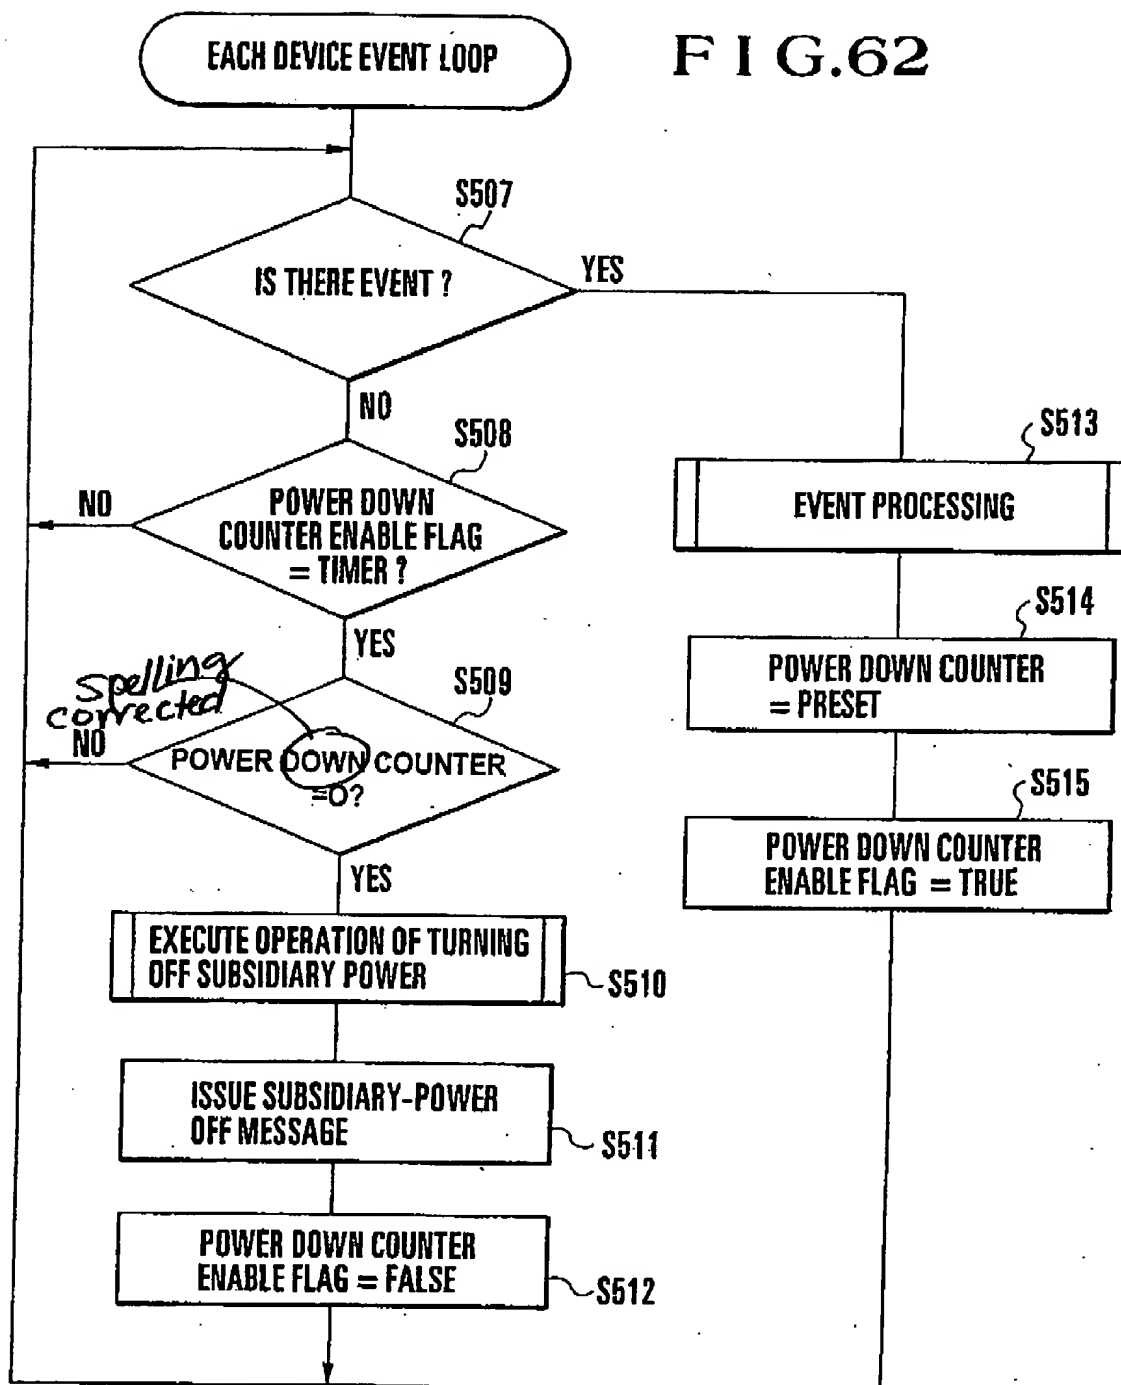 EACH DEVICE EVENT LOOP
F I G.62
S507
IS THERE EVENT ?
YES
NO
S508
POWER DOWN
COUNTER ENABLE FLAG
= TIMER ?
NO
YES
S513
EVENT PROCESSING
S514
POWER DOWN COUNTER
= PRESET
spelling
corrected
S509
NO
POWER DOWN COUNTER
=O?
YES
S515
POWER DOWN COUNTER
ENABLE FLAG = TRUE
EXECUTE OPERATION OF TURNING
OFF SUBSIDIARY POWER
S510
ISSUE SUBSIDIARY-POWER
OFF MESSAGE
S511
POWER DOWN COUNTER
ENABLE FLAG = FALSE
S512